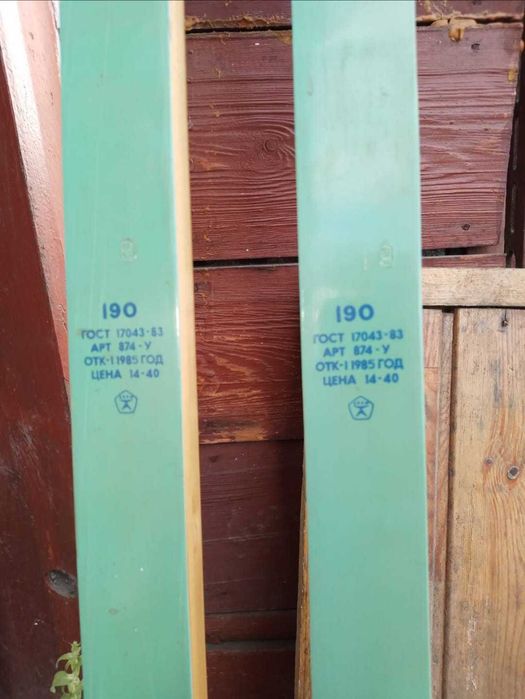 190
ГОСТ 17043-83
АРТ 874-У
ОТК-1 1985 ГОД
ЦЕНА 14-40
190
ГОСТ 17043-83
АРТ 874-У
ОТК-1 1985 ГОД
ЦЕНА 14-40